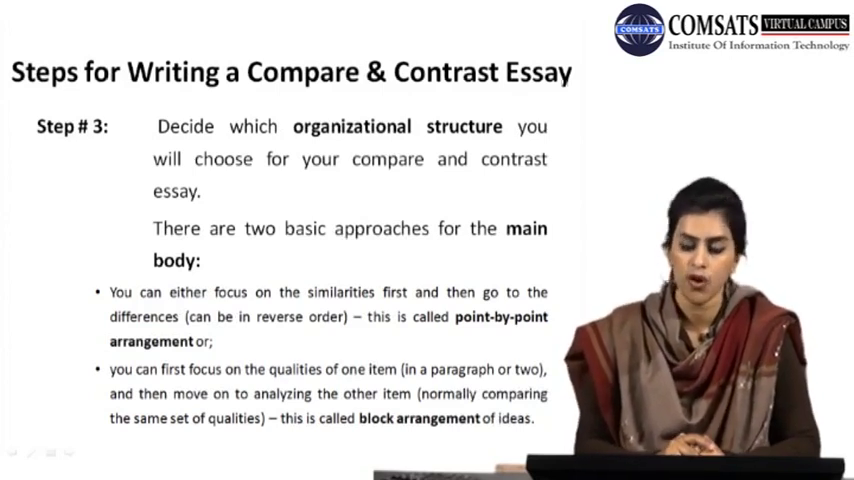 COMSATS VIRTUAL CAMPUS
Institute Of Information Technology
COMSATS
Steps for Writing a Compare & Contrast Essay
Step # 3: Decide which organizational structure you
will choose for your compare and contrast
essay.
There are two basic approaches for the main
body:
• You can either focus on the similarities first and then go to the
differences (can be in reverse order) – this is called point-by-point
arrangement or;
• you can first focus on the qualities of one item (in a paragraph or two),
and then move on to analyzing the other item (normally comparing
the same set of qualities) – this is called block arrangement of ideas.